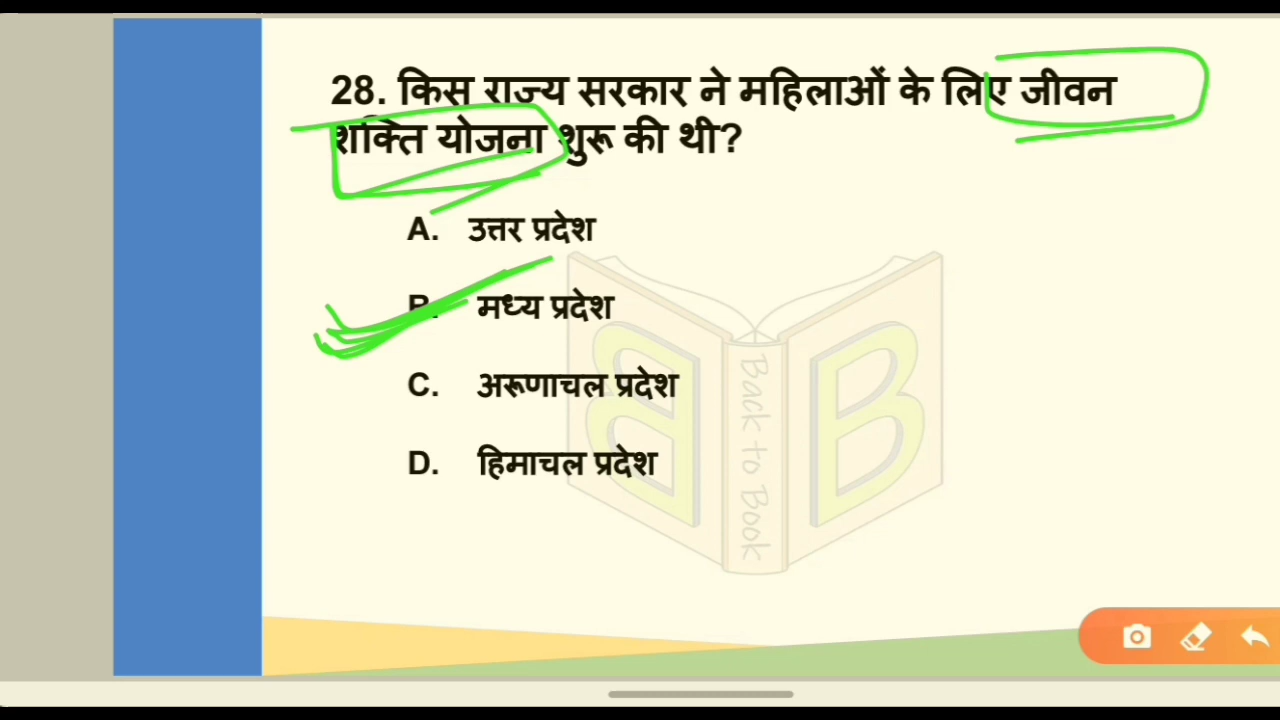 28. किस राज्य सरकार ने महिलाओं के लिए जीवन
शक्ति योजना शुरू की थी?
A. उत्तर प्रदेश
B. मध्य प्रदेश
C. अरूणाचल प्रदेश
D. हिमाचल प्रदेश
Back to Book